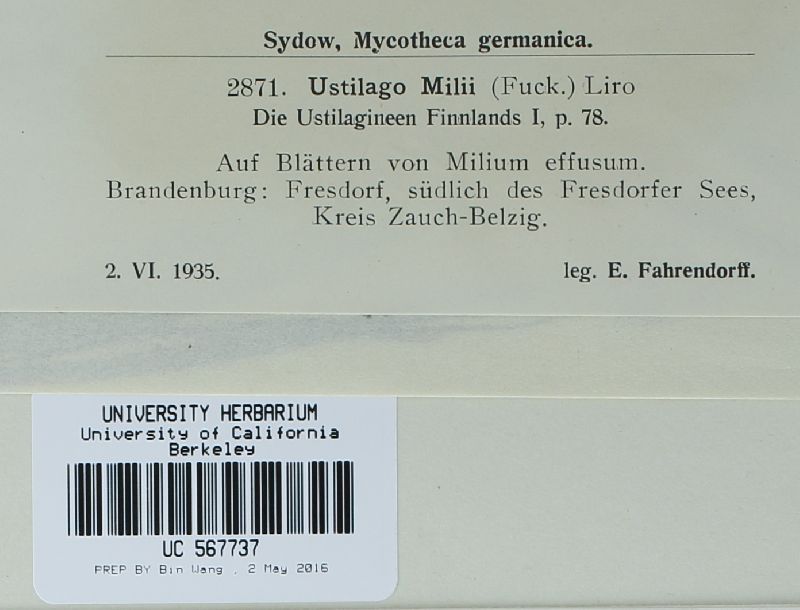 Sydow, Mycotheca germanica.
2871. Ustilago Milii (Fuck.) Liro
Die Ustilagineen Finnlands I, p. 78.
Auf Blättern von Milium effusum.
Brandenburg: Fresdorf, südlich des Fresdorfer Sees,
Kreis Zauch-Belzig.
2. VI. 1935. leg. E. Fahrendorff.
UNIVERSITY HERBARIUM
University of California
Berkeley
UC 567737
PREP BY Bin Wang , 2 May 2016